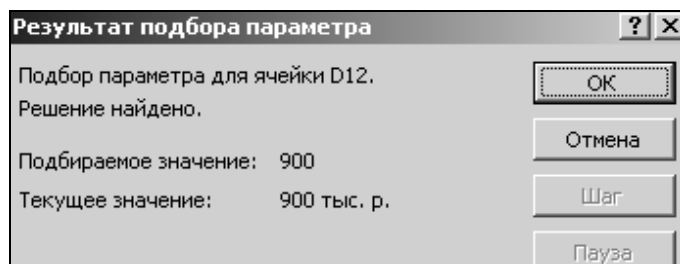 Результат подбора параметра ? ×
Подбор параметра для ячейки D12.
Решение найдено.
Подбираемое значение: 900
Текущее значение: 900 тыс. р.
ОК
Отмена
Шаг
Пауза